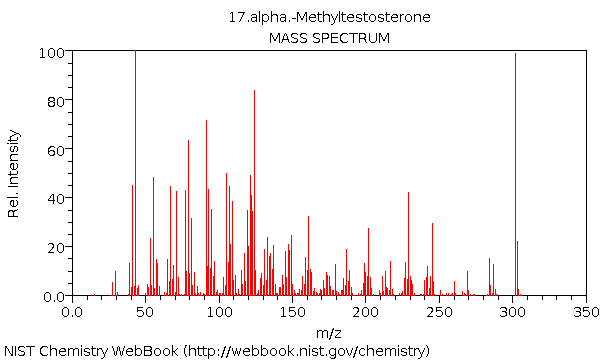 17.alpha.-Methyltestosterone
MASS SPECTRUM
Rel. Intensity
100
80
60
40
20
0.0
0.0 50 100 150 200 250 300 350
m/z
NIST Chemistry WebBook (http://webbook.nist.gov/chemistry)